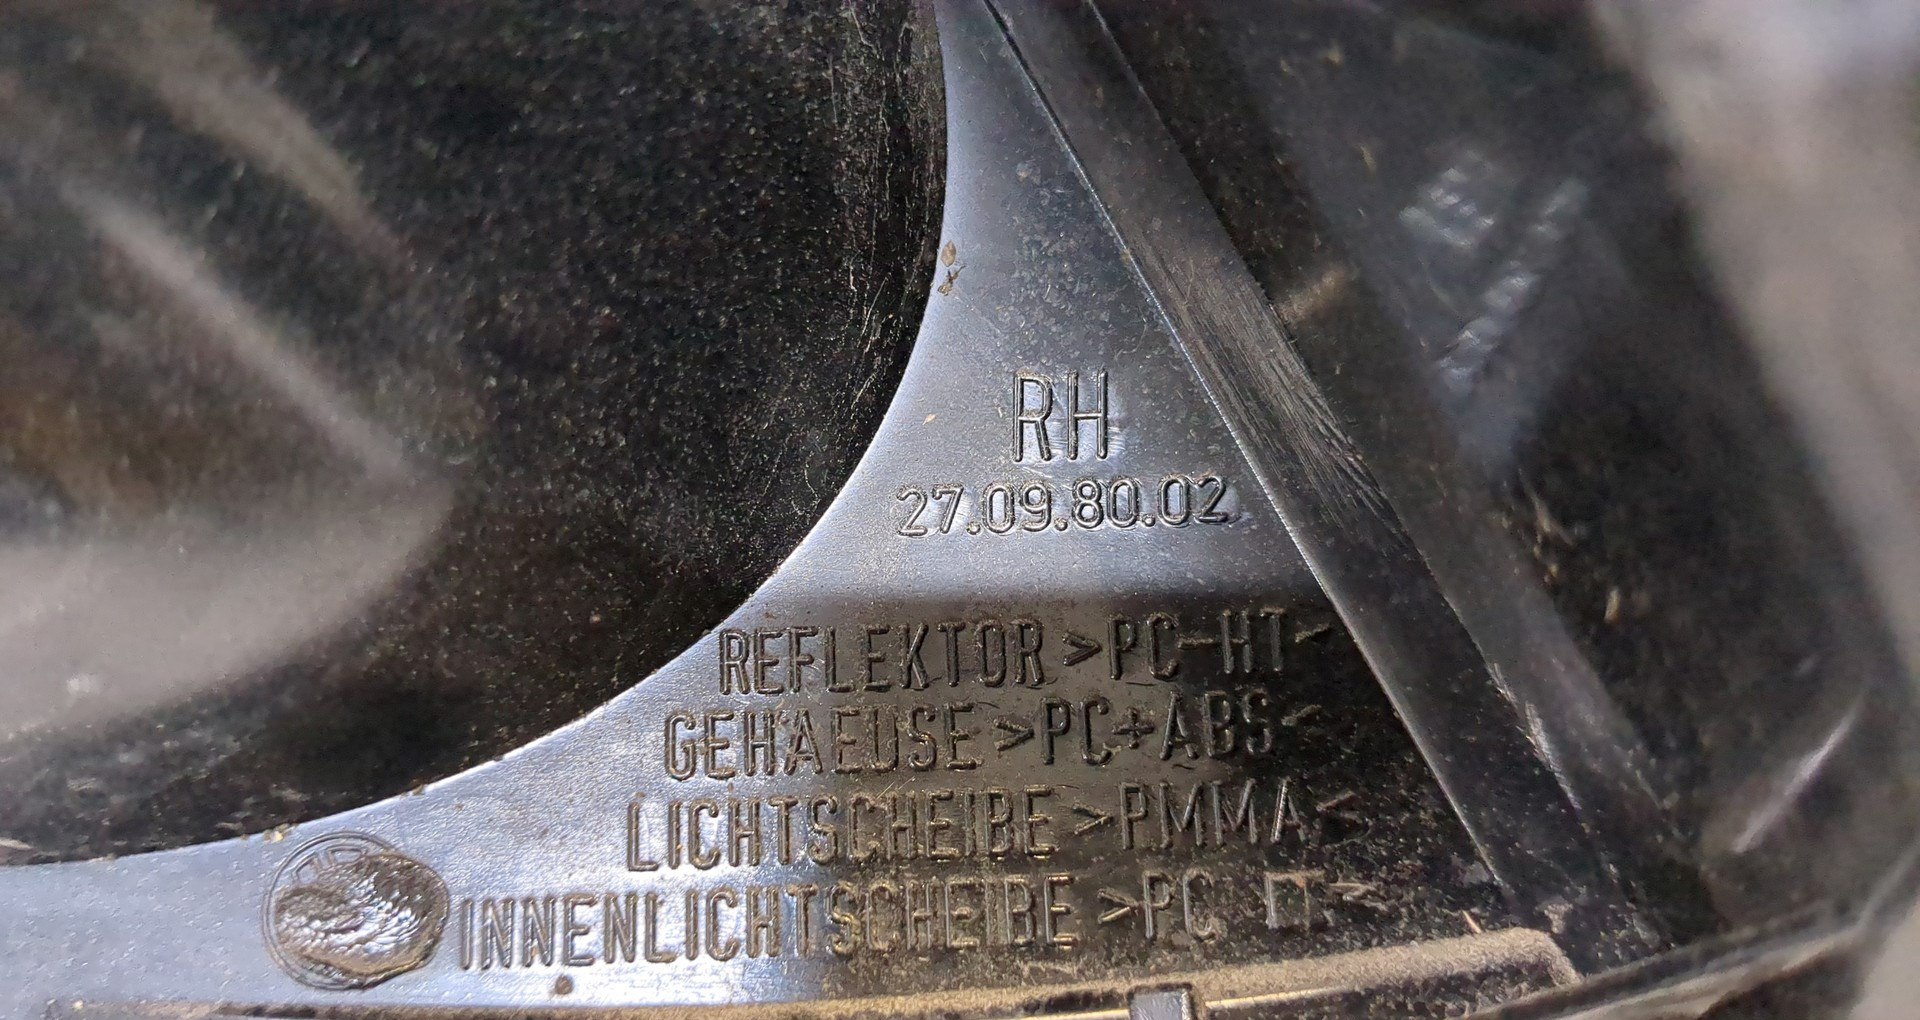 RH
27.09.80.02
REFLEKTOR >PC-HT<
GEHAEUSE >PC+ABS<
LICHTSCHEIBE >PMMA<
INNENLICHTSCHEIBE >PC